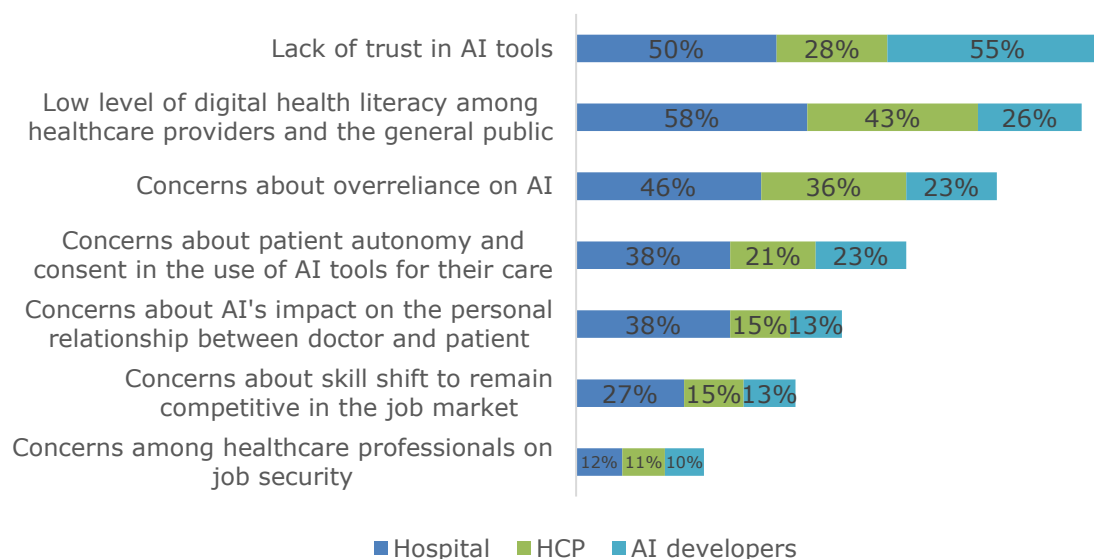 Lack of trust in AI tools
50% 28% 55%
Low level of digital health literacy among
healthcare providers and the general public
58% 43% 26%
Concerns about overreliance on AI
46% 36% 23%
Concerns about patient autonomy and
consent in the use of AI tools for their care
38% 21% 23%
Concerns about AI's impact on the personal
relationship between doctor and patient
38% 15% 13%
Concerns about skill shift to remain
competitive in the job market
27% 15% 13%
Concerns among healthcare professionals on
job security
12% 11% 10%
Hospital HCP AI developers